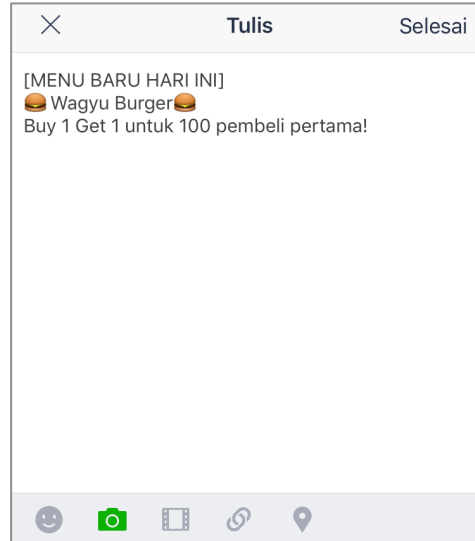 Tulis
Selesai
[MENU BARU HARI INI]
🍔 Wagyu Burger🍔
Buy 1 Get 1 untuk 100 pembeli pertama!